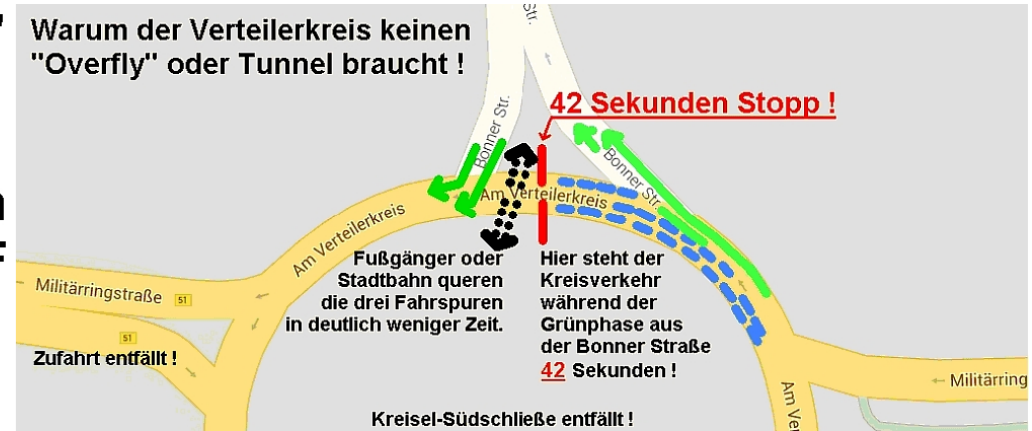 Warum der Verteilerkreis keinen
"Overfly" oder Tunnel braucht !
Str.
42 Sekunden Stopp !
Bonner Str.
Bonner Str.
Am Verteilerkreis
Am Verteilerkreis
Fußgänger oder
Stadtbahn queren
die drei Fahrspuren
in deutlich weniger Zeit.
Hier steht der
Kreisverkehr
während der
Grünphase aus
der Bonner Straße
42 Sekunden !
Militärringstraße 51
51
Zufahrt entfällt !
Militärring
Am Ver
Kreisel-Südschließe entfällt !